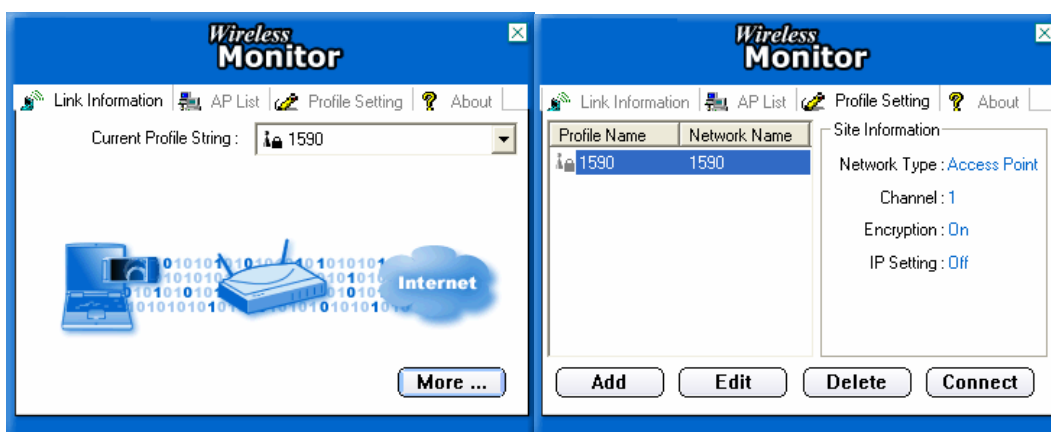 Wireless
Monitor
Link Information AP List Profile Setting About
Current Profile String : 1590
Internet
More ...
Wireless
Monitor
Link Information AP List Profile Setting About
Profile Name Network Name
1590 1590
Site Information
Network Type : Access Point
Channel : 1
Encryption : On
IP Setting : Off
Add Edit Delete Connect